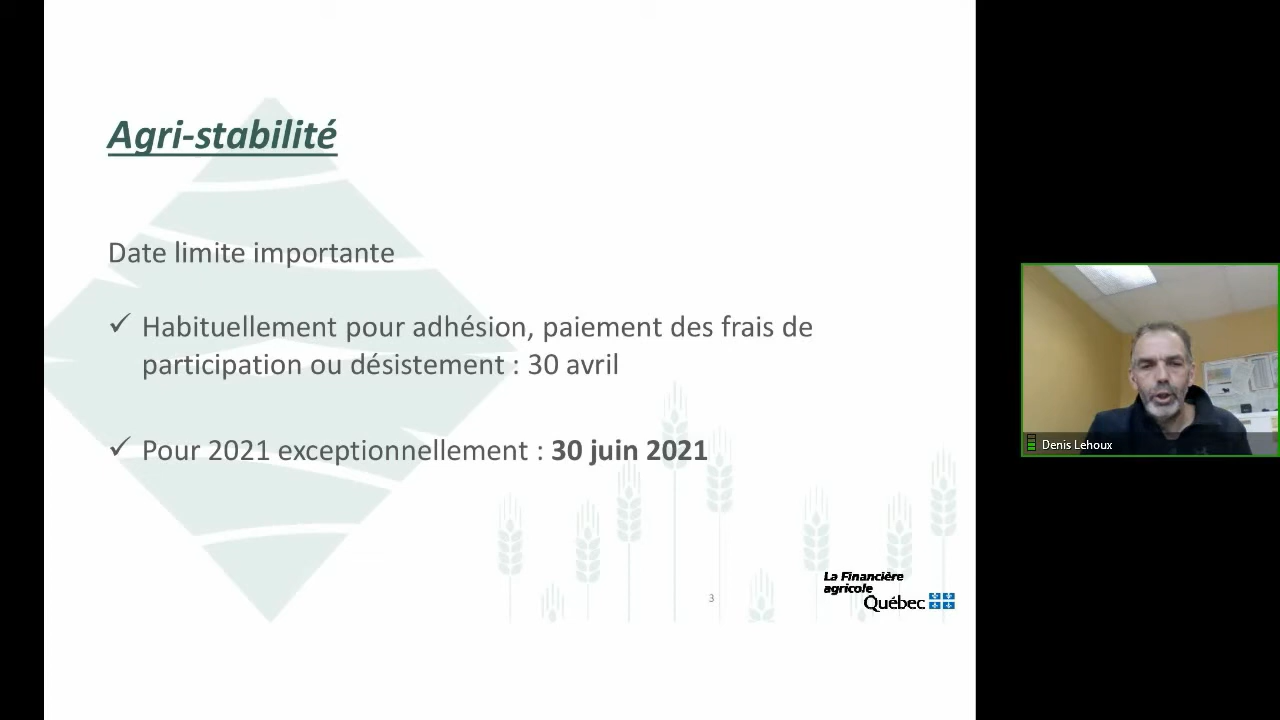 Agri-stabilité
Date limite importante
✓ Habituellement pour adhésion, paiement des frais de
participation ou désistement : 30 avril
✓ Pour 2021 exceptionnellement : 30 juin 2021
3
La Financière
agricole
Québec
Denis Lehoux